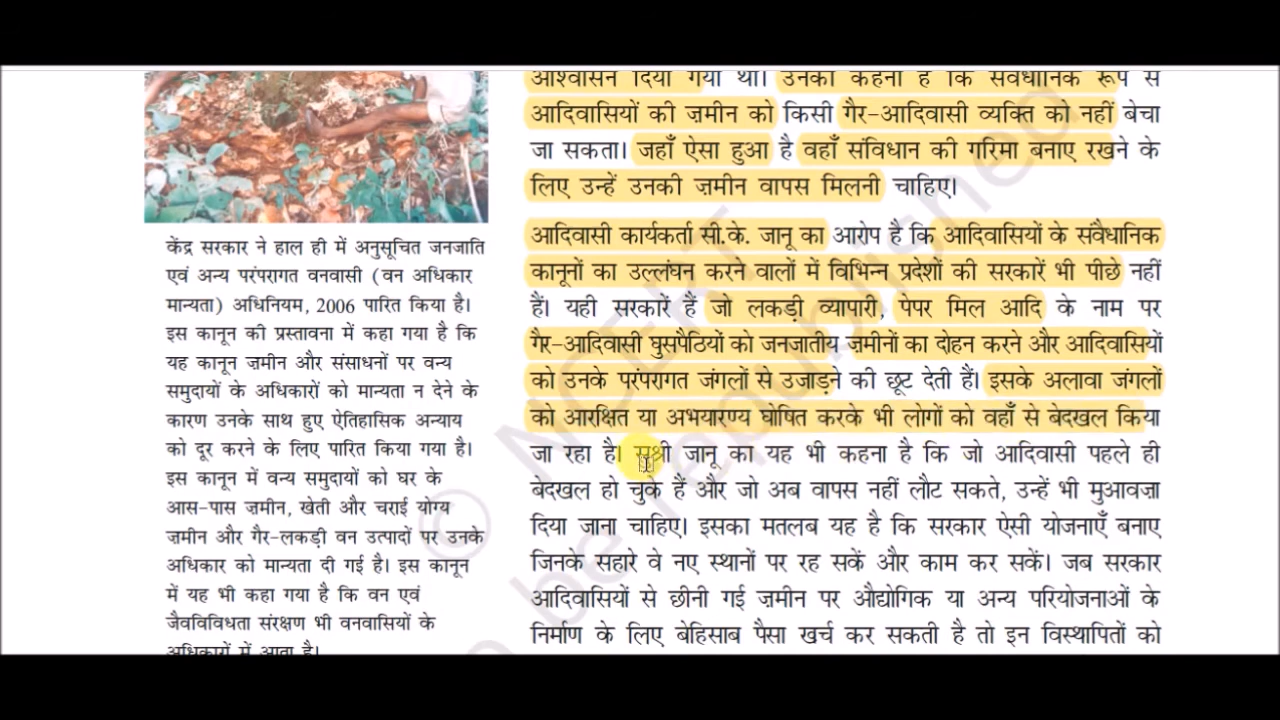 केंद्र सरकार ने हाल ही में अनुसूचित जनजाति
एवं अन्य परंपरागत वनवासी (वन अधिकार
मान्यता) अधिनियम, 2006 पारित किया है।
इस कानून की प्रस्तावना में कहा गया है कि
यह कानून ज़मीन और संसाधनों पर वन्य
समुदायों के अधिकारों को मान्यता न देने के
कारण उनके साथ हुए ऐतिहासिक अन्याय
को दूर करने के लिए पारित किया गया है।
इस कानून में वन्य समुदायों को घर के
आस-पास ज़मीन, खेती और चराई योग्य
ज़मीन और गैर-लकड़ी वन उत्पादों पर उनके
अधिकार को मान्यता दी गई है। इस कानून
में यह भी कहा गया है कि वन एवं
जैवविविधता संरक्षण भी वनवासियों के
अधिकारों में आता है।
आश्वासन दिया गया था। उनका कहना है कि संवैधानिक रूप से
आदिवासियों की ज़मीन को किसी गैर-आदिवासी व्यक्ति को नहीं बेचा
जा सकता। जहाँ ऐसा हुआ है वहाँ संविधान की गरिमा बनाए रखने के
लिए उन्हें उनकी ज़मीन वापस मिलनी चाहिए।
आदिवासी कार्यकर्ता सी.के. जानू का आरोप है कि आदिवासियों के संवैधानिक
कानूनों का उल्लंघन करने वालों में विभिन्न प्रदेशों की सरकारें भी पीछे नहीं
हैं। यही सरकारें हैं जो लकड़ी व्यापारी, पेपर मिल आदि के नाम पर
गैर-आदिवासी घुसपैठियों को जनजातीय ज़मीनों का दोहन करने और आदिवासियों
को उनके परंपरागत जंगलों से उजाड़ने की छूट देती हैं। इसके अलावा जंगलों
को आरक्षित या अभयारण्य घोषित करके भी लोगों को वहाँ से बेदखल किया
जा रहा है। सुश्री जानू का यह भी कहना है कि जो आदिवासी पहले ही
बेदखल हो चुके हैं और जो अब वापस नहीं लौट सकते, उन्हें भी मुआवज़ा
दिया जाना चाहिए। इसका मतलब यह है कि सरकार ऐसी योजनाएँ बनाए
जिनके सहारे वे नए स्थानों पर रह सकें और काम कर सकें। जब सरकार
आदिवासियों से छीनी गई ज़मीन पर औद्योगिक या अन्य परियोजनाओं के
निर्माण के लिए बेहिसाब पैसा खर्च कर सकती है तो इन विस्थापितों को
© NCERT
be republished